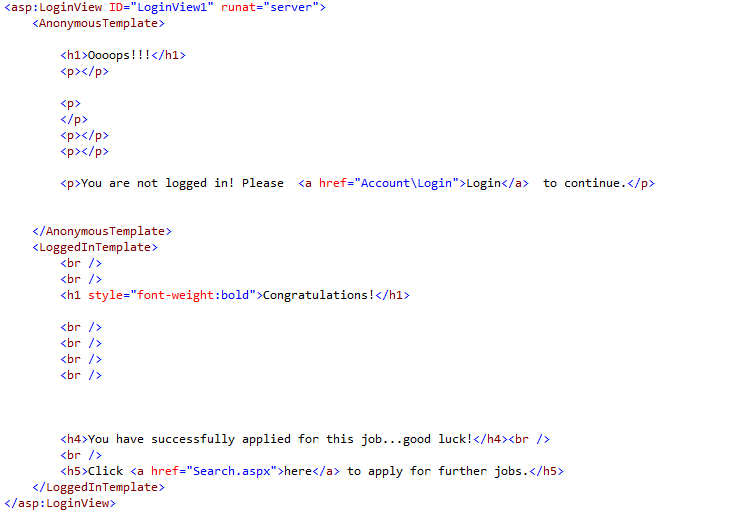 <asp:LoginView ID="LoginView1" runat="server">
<AnonymousTemplate>
<h1>Oooops!!!</h1>
<p></p>
<p>
</p>
<p></p>
<p></p>
<p>You are not logged in! Please  <a href="Account\Login">Login</a>  to continue.</p>
</AnonymousTemplate>
<LoggedInTemplate>
<br />
<br />
<h1 style="font-weight:bold">Congratulations!</h1>
<br />
<br />
<br />
<br />
<h4>You have successfully applied for this job...good luck!</h4><br />
<br />
<h5>Click <a href="Search.aspx">here</a> to apply for further jobs.</h5>
</LoggedInTemplate>
</asp:LoginView>